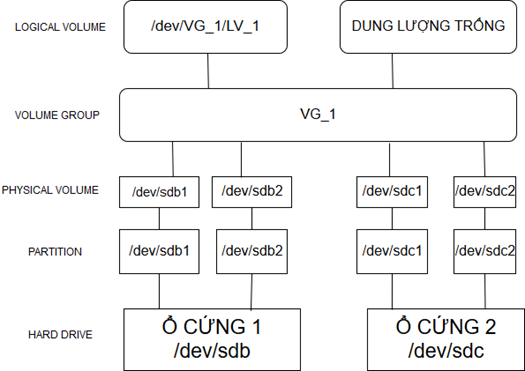 LOGICAL VOLUME
/dev/VG_1/LV_1
DUNG LƯỢNG TRỐNG
VOLUME GROUP
VG_1
PHYSICAL VOLUME
/dev/sdb1
/dev/sdb2
/dev/sdc1
/dev/sdc2
PARTITION
/dev/sdb1
/dev/sdb2
/dev/sdc1
/dev/sdc2
HARD DRIVE
Ổ CỨNG 1
/dev/sdb
Ổ CỨNG 2
/dev/sdc